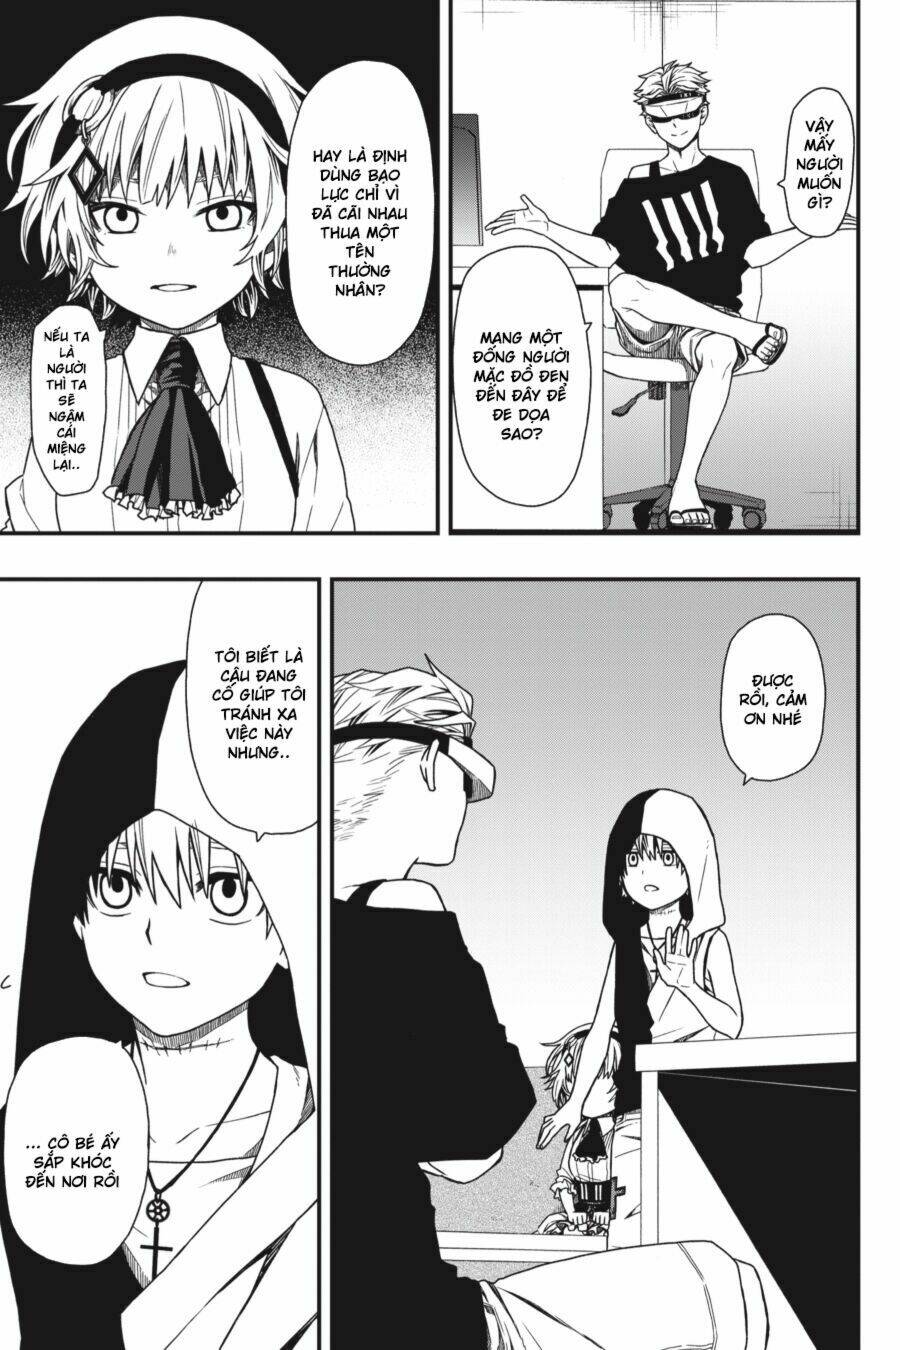 VẬY
MẤY
NGƯỜI
MUỐN
GÌ?
MANG MỘT
ĐỐNG NGƯỜI
MẶC ĐỒ ĐEN
ĐẾN ĐÂY ĐỂ
ĐE DỌA
SAO?
HAY LÀ ĐỊNH
DÙNG BẠO
LỰC CHỈ VÌ
ĐÃ CÃI NHAU
THUA MỘT
TÊN
THƯỜNG
NHÂN?
NẾU TA
LÀ
NGƯỜI
THÌ TA
SẼ
NGẬM
CÁI
MIỆNG
LẠI..
ĐƯỢC
RỒI, CẢM
ƠN NHÉ
TÔI BIẾT LÀ
CẬU ĐANG
CỐ GIÚP TÔI
TRÁNH XA
VIỆC NÀY
NHƯNG..
... CÔ BÉ ẤY
SẮP KHÓC
ĐẾN NƠI RỒI